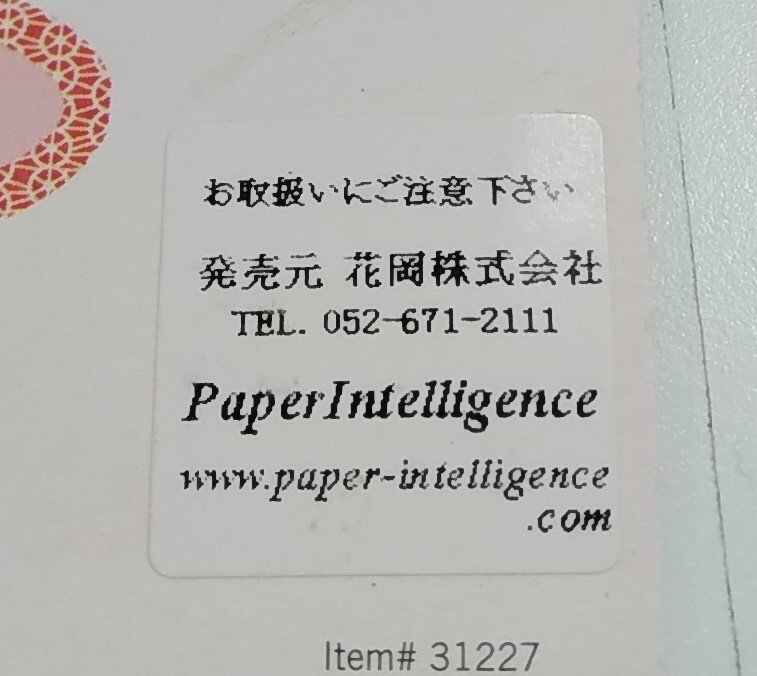 お取扱いにご注意下さい
発売元 花岡株式会社
TEL. 052-671-2111
PaperIntelligence
www.paper-intelligence
.com
Item# 31227